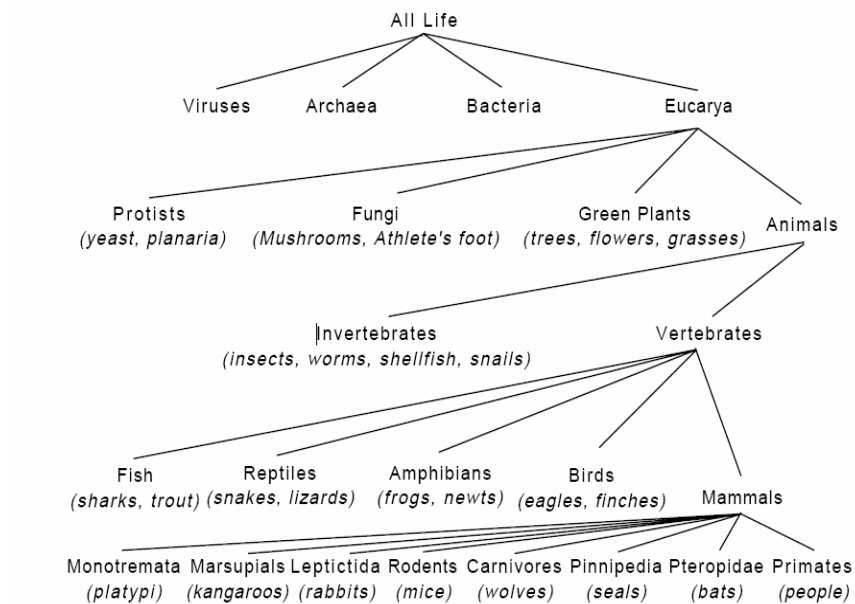 All Life
Viruses Archaea Bacteria Eucarya
Protists Fungi Green Plants Animals
(yeast, planaria) (Mushrooms, Athlete's foot) (trees, flowers, grasses)
Invertebrates Vertebrates
(insects, worms, shellfish, snails)
Fish Reptiles Amphibians Birds Mammals
(sharks, trout) (snakes, lizards) (frogs, newts) (eagles, finches)
Monotremata Marsupials Leptictida Rodents Carnivores Pinnipedia Pteropidae Primates
(platypi) (kangaroos) (rabbits) (mice) (wolves) (seals) (bats) (people)